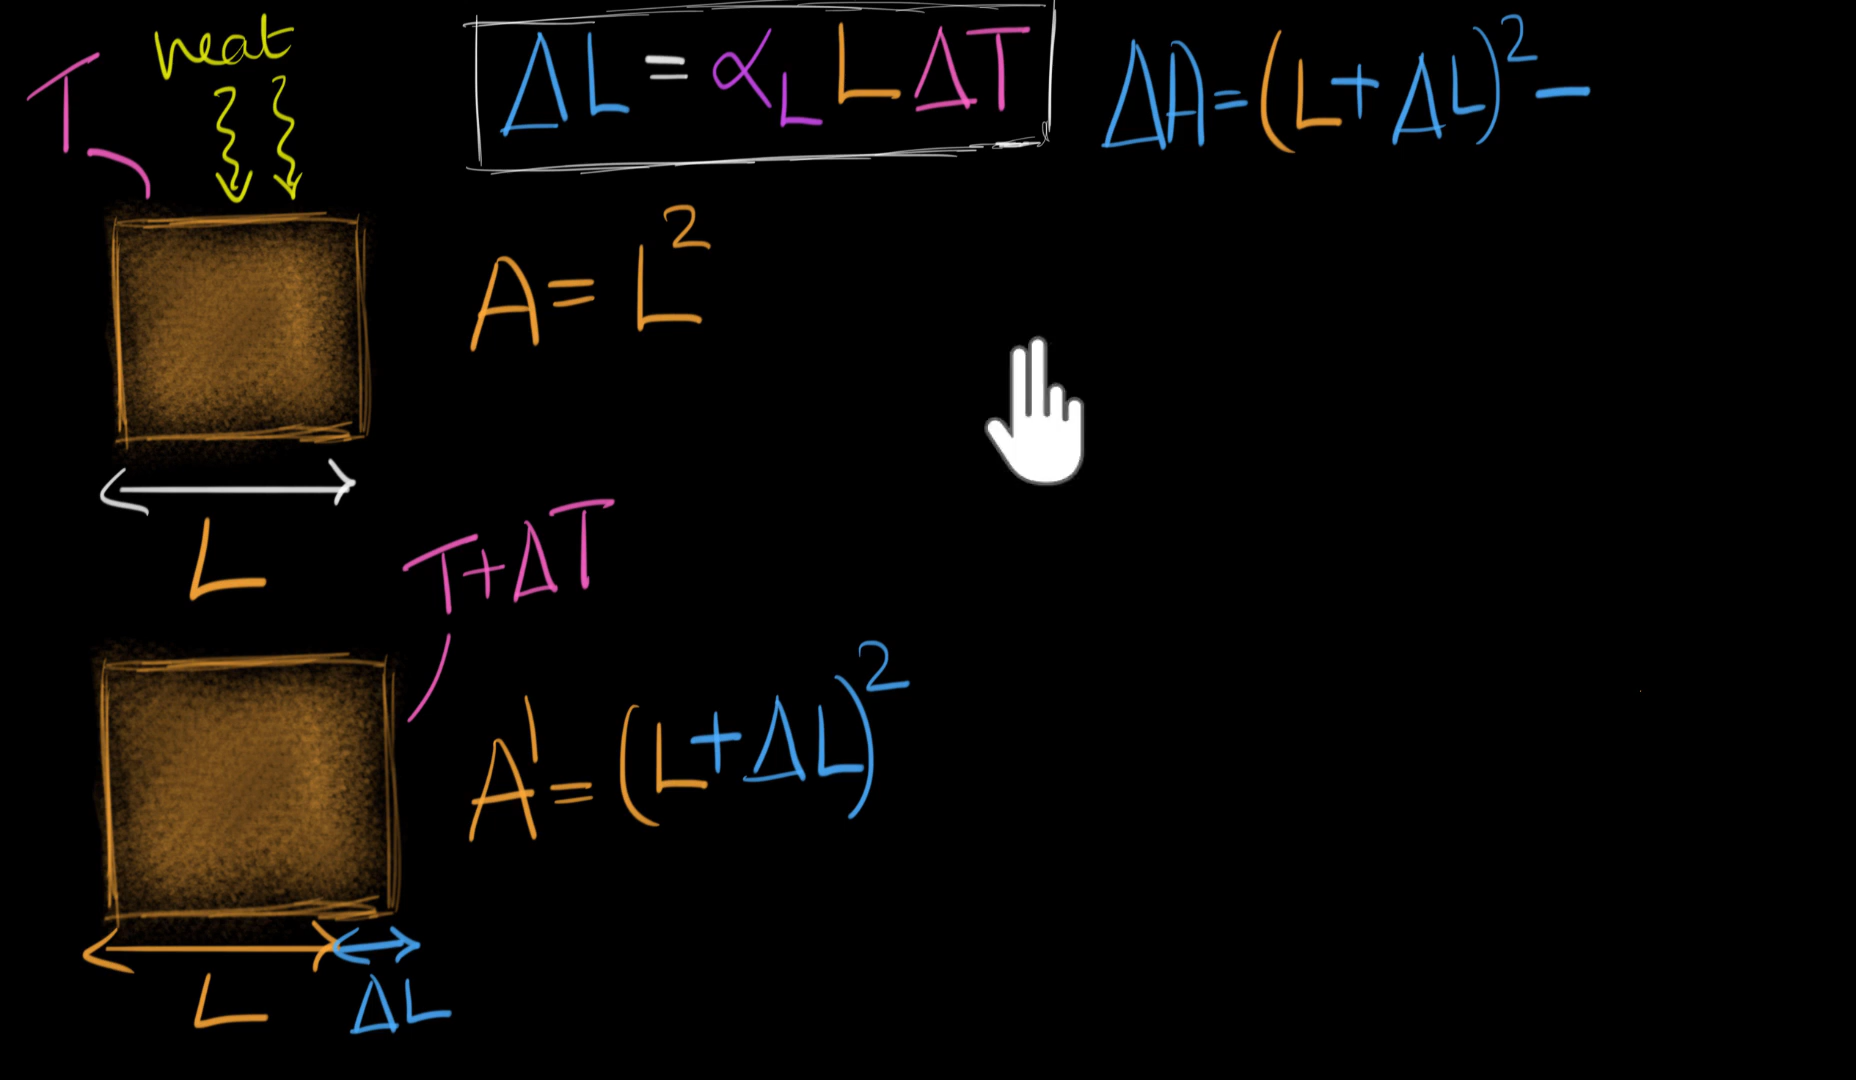 heat
T
ΔL = α_L L ΔT
ΔA = (L + ΔL)² −
A = L²
L
T + ΔT
A' = (L + ΔL)²
L ΔL